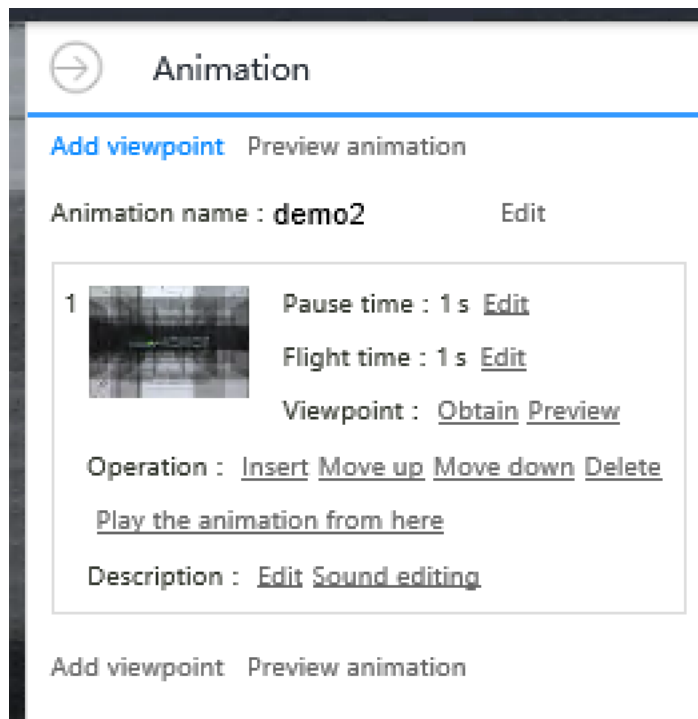 Animation
Add viewpoint Preview animation
Animation name : demo2 Edit
1 Pause time : 1 s Edit
Flight time : 1 s Edit
Viewpoint : Obtain Preview
Operation : Insert Move up Move down Delete
Play the animation from here
Description : Edit Sound editing
Add viewpoint Preview animation